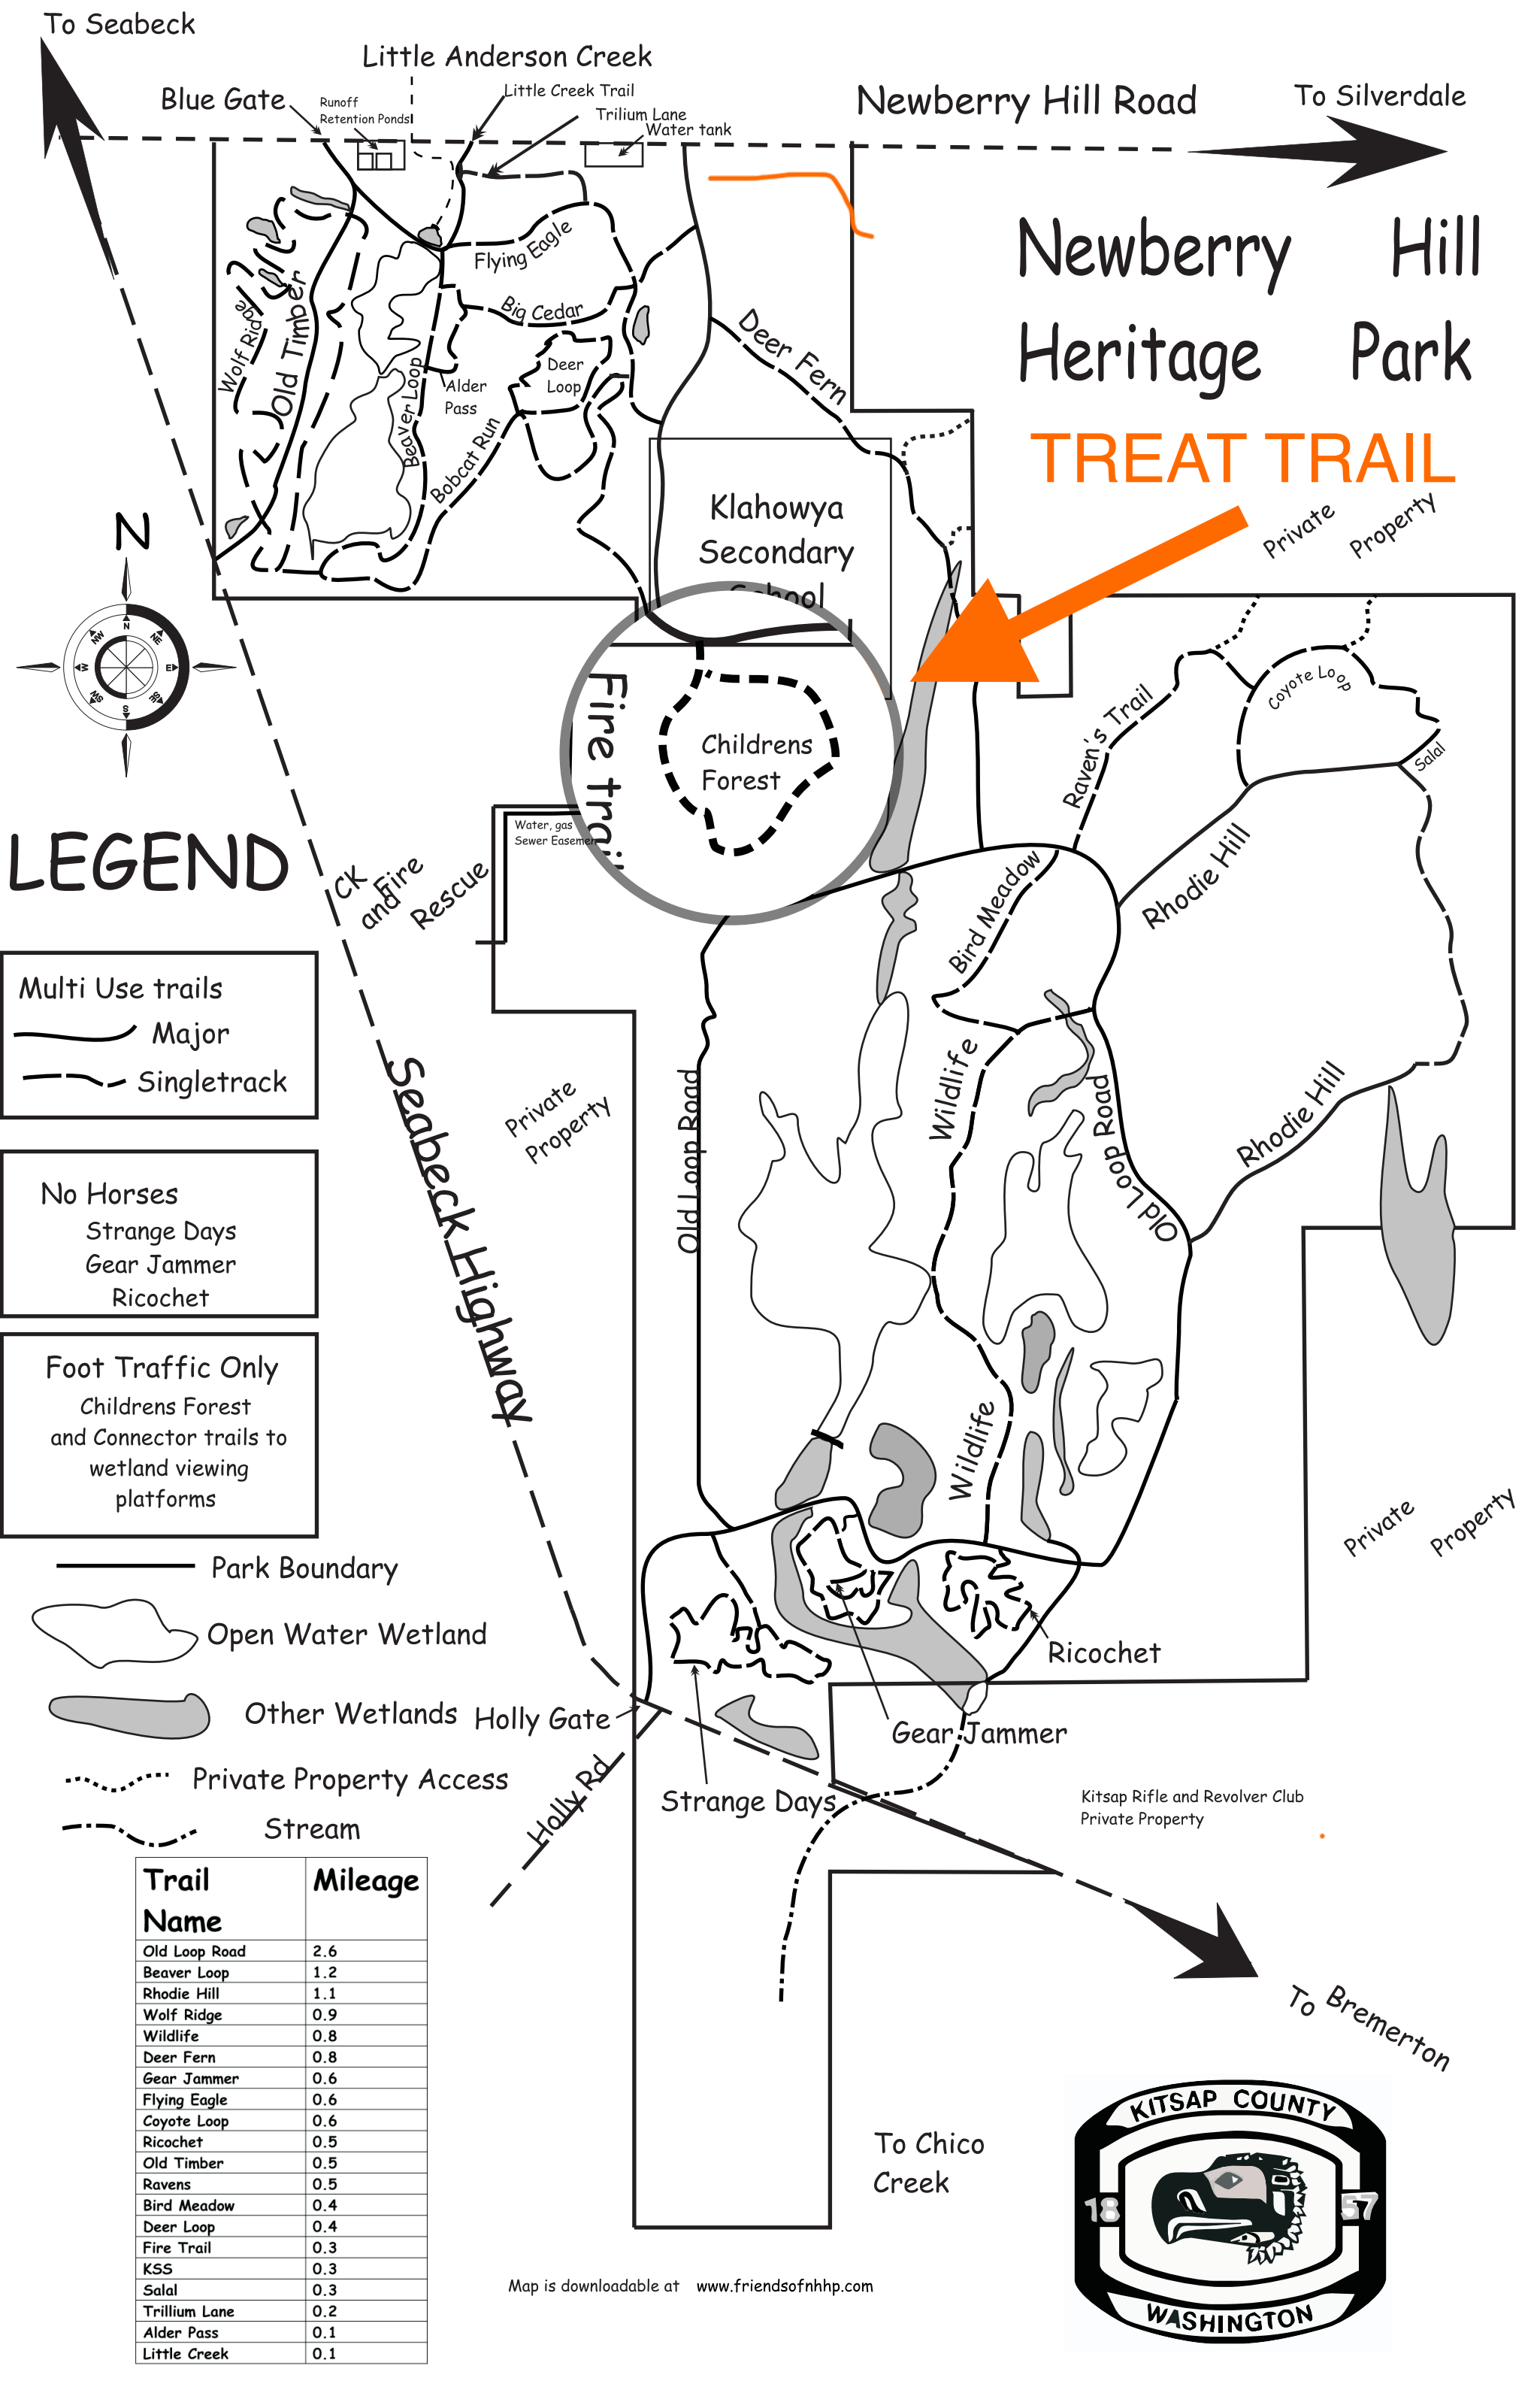 To Seabeck
Little Anderson Creek
Blue Gate
Runoff
Retention Ponds
Little Creek Trail
Trilium Lane
Water tank
Newberry Hill Road
To Silverdale
Newberry Hill
Heritage Park
TREAT TRAIL
Private Property
Flying Eagle
Big Cedar
Deer
Loop
Alder
Pass
Wolf Ridge
Old Timber
Beaver Loop
Bobcat Run
Deer Fern
Klahowya
Secondary
School
N
N
NE
E
SE
S
SW
W
NW
Fire trail
Childrens
Forest
Water, gas
Sewer Easemen
CK and Fire
Rescue
Raven's Trail
Coyote Loop
Salal
Rhodie Hill
Bird Meadow
Wildlife
Old Loop Road
Old Loop Road
Rhodie Hill
Private
Property
Seabeck Highway
Wildlife
Private Property
LEGEND
Multi Use trails
Major
Singletrack
No Horses
Strange Days
Gear Jammer
Ricochet
Foot Traffic Only
Childrens Forest
and Connector trails to
wetland viewing
platforms
Park Boundary
Open Water Wetland
Other Wetlands
Private Property Access
Stream
Holly Gate
Holly Rd
Ricochet
Gear Jammer
Strange Days
Kitsap Rifle and Revolver Club
Private Property
Trail Mileage
Name
Old Loop Road 2.6
Beaver Loop 1.2
Rhodie Hill 1.1
Wolf Ridge 0.9
Wildlife 0.8
Deer Fern 0.8
Gear Jammer 0.6
Flying Eagle 0.6
Coyote Loop 0.6
Ricochet 0.5
Old Timber 0.5
Ravens 0.5
Bird Meadow 0.4
Deer Loop 0.4
Fire Trail 0.3
KSS 0.3
Salal 0.3
Trillium Lane 0.2
Alder Pass 0.1
Little Creek 0.1
To Bremerton
To Chico
Creek
KITSAP COUNTY
18 57
WASHINGTON
Map is downloadable at www.friendsofnhhp.com